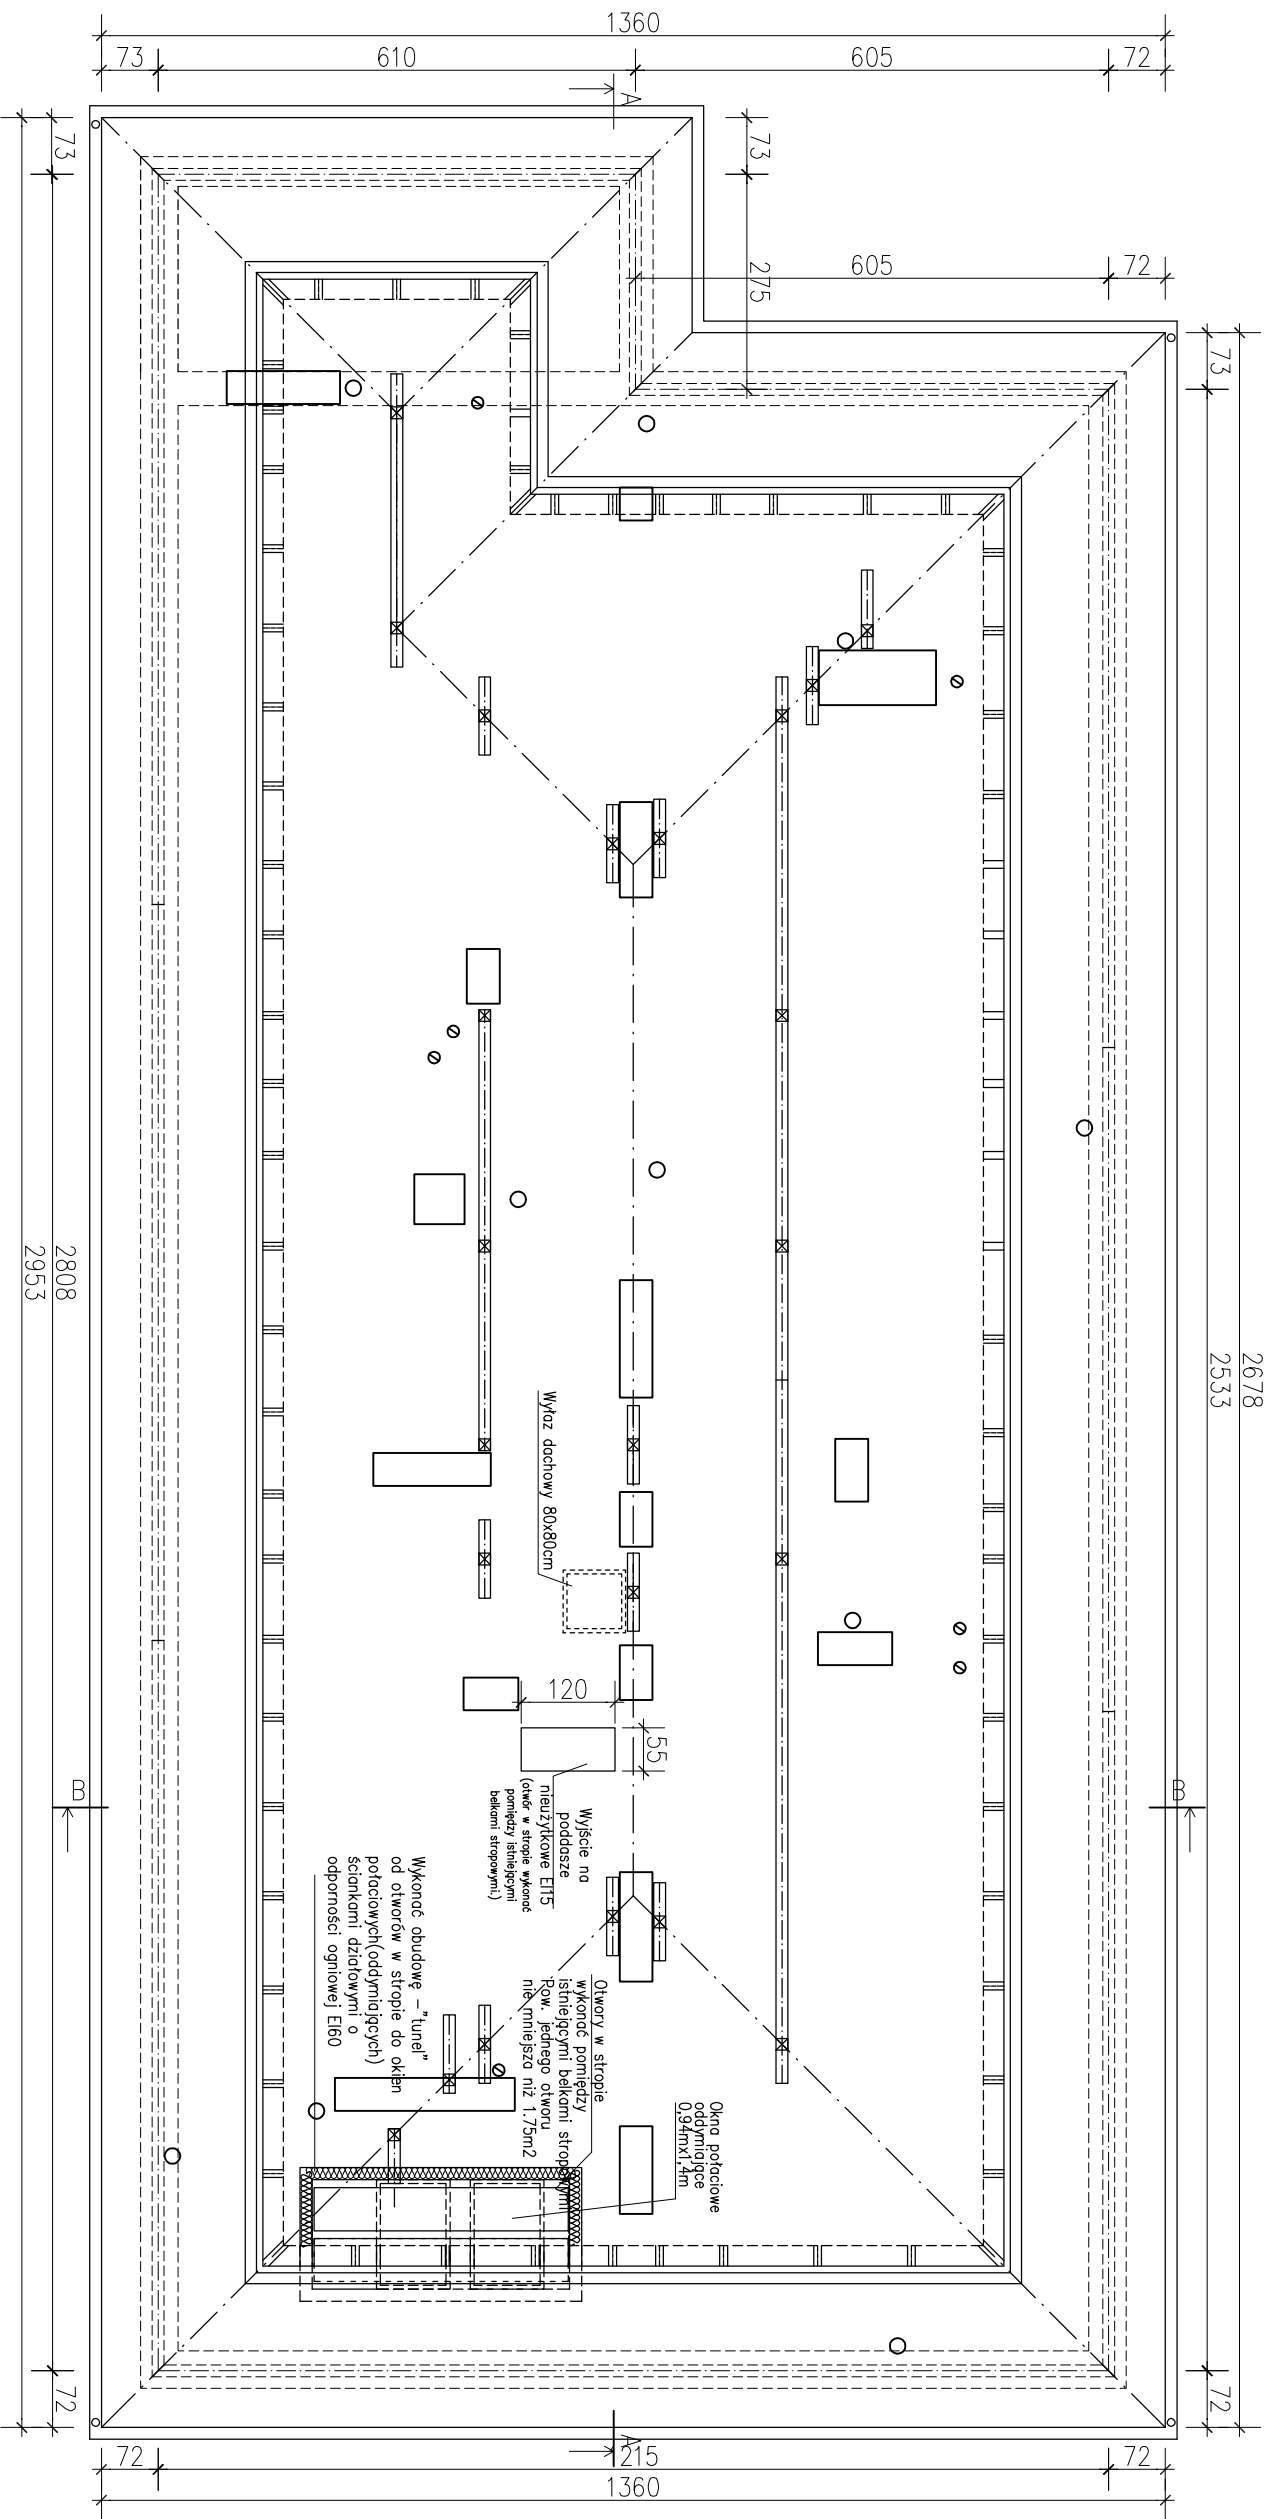 1360
73
610
605
72
A
73
275
605
72
73
73
2678
2533
2808
2953
Wyłaz dachowy 80x80cm
120
55
Wyjście na
poddasze
nieużytkowe EI15
(otwór w stropie wykonać
pomiędzy istniejącymi
belkami stropowymi.)
B
B
Wykonać obudowę –"tunel"
od otworów w stropie do okien
połaciowych(oddymiających)
ściankami działowymi o
odporności ogniowej EI60
Otwory w stropie
wykonać pomiędzy
istniejącymi belkami stropowymi
Pow. jednego otworu
nie mniejsza niż 1.75m2
Okna połaciowe
oddymiające
0,94mx1,4m
72
72
A
72
1215
72
1360